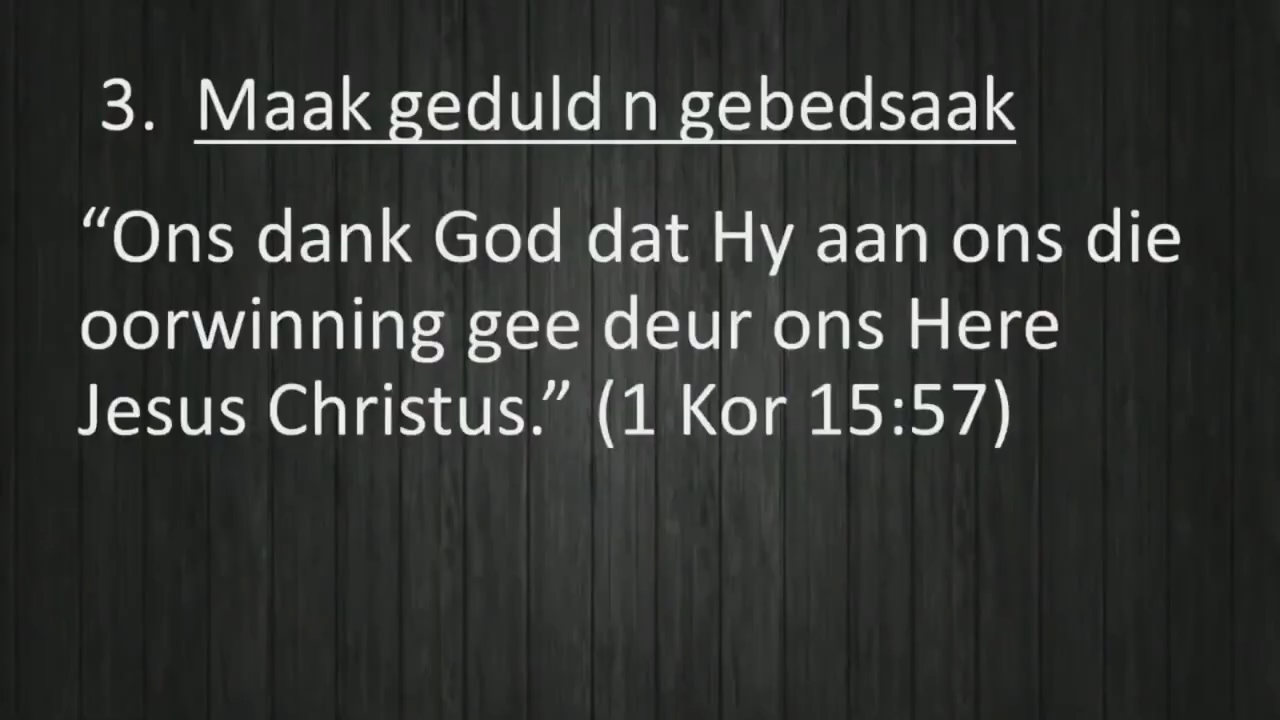 3. Maak geduld n gebedsaak
“Ons dank God dat Hy aan ons die
oorwinning gee deur ons Here
Jesus Christus.” (1 Kor 15:57)